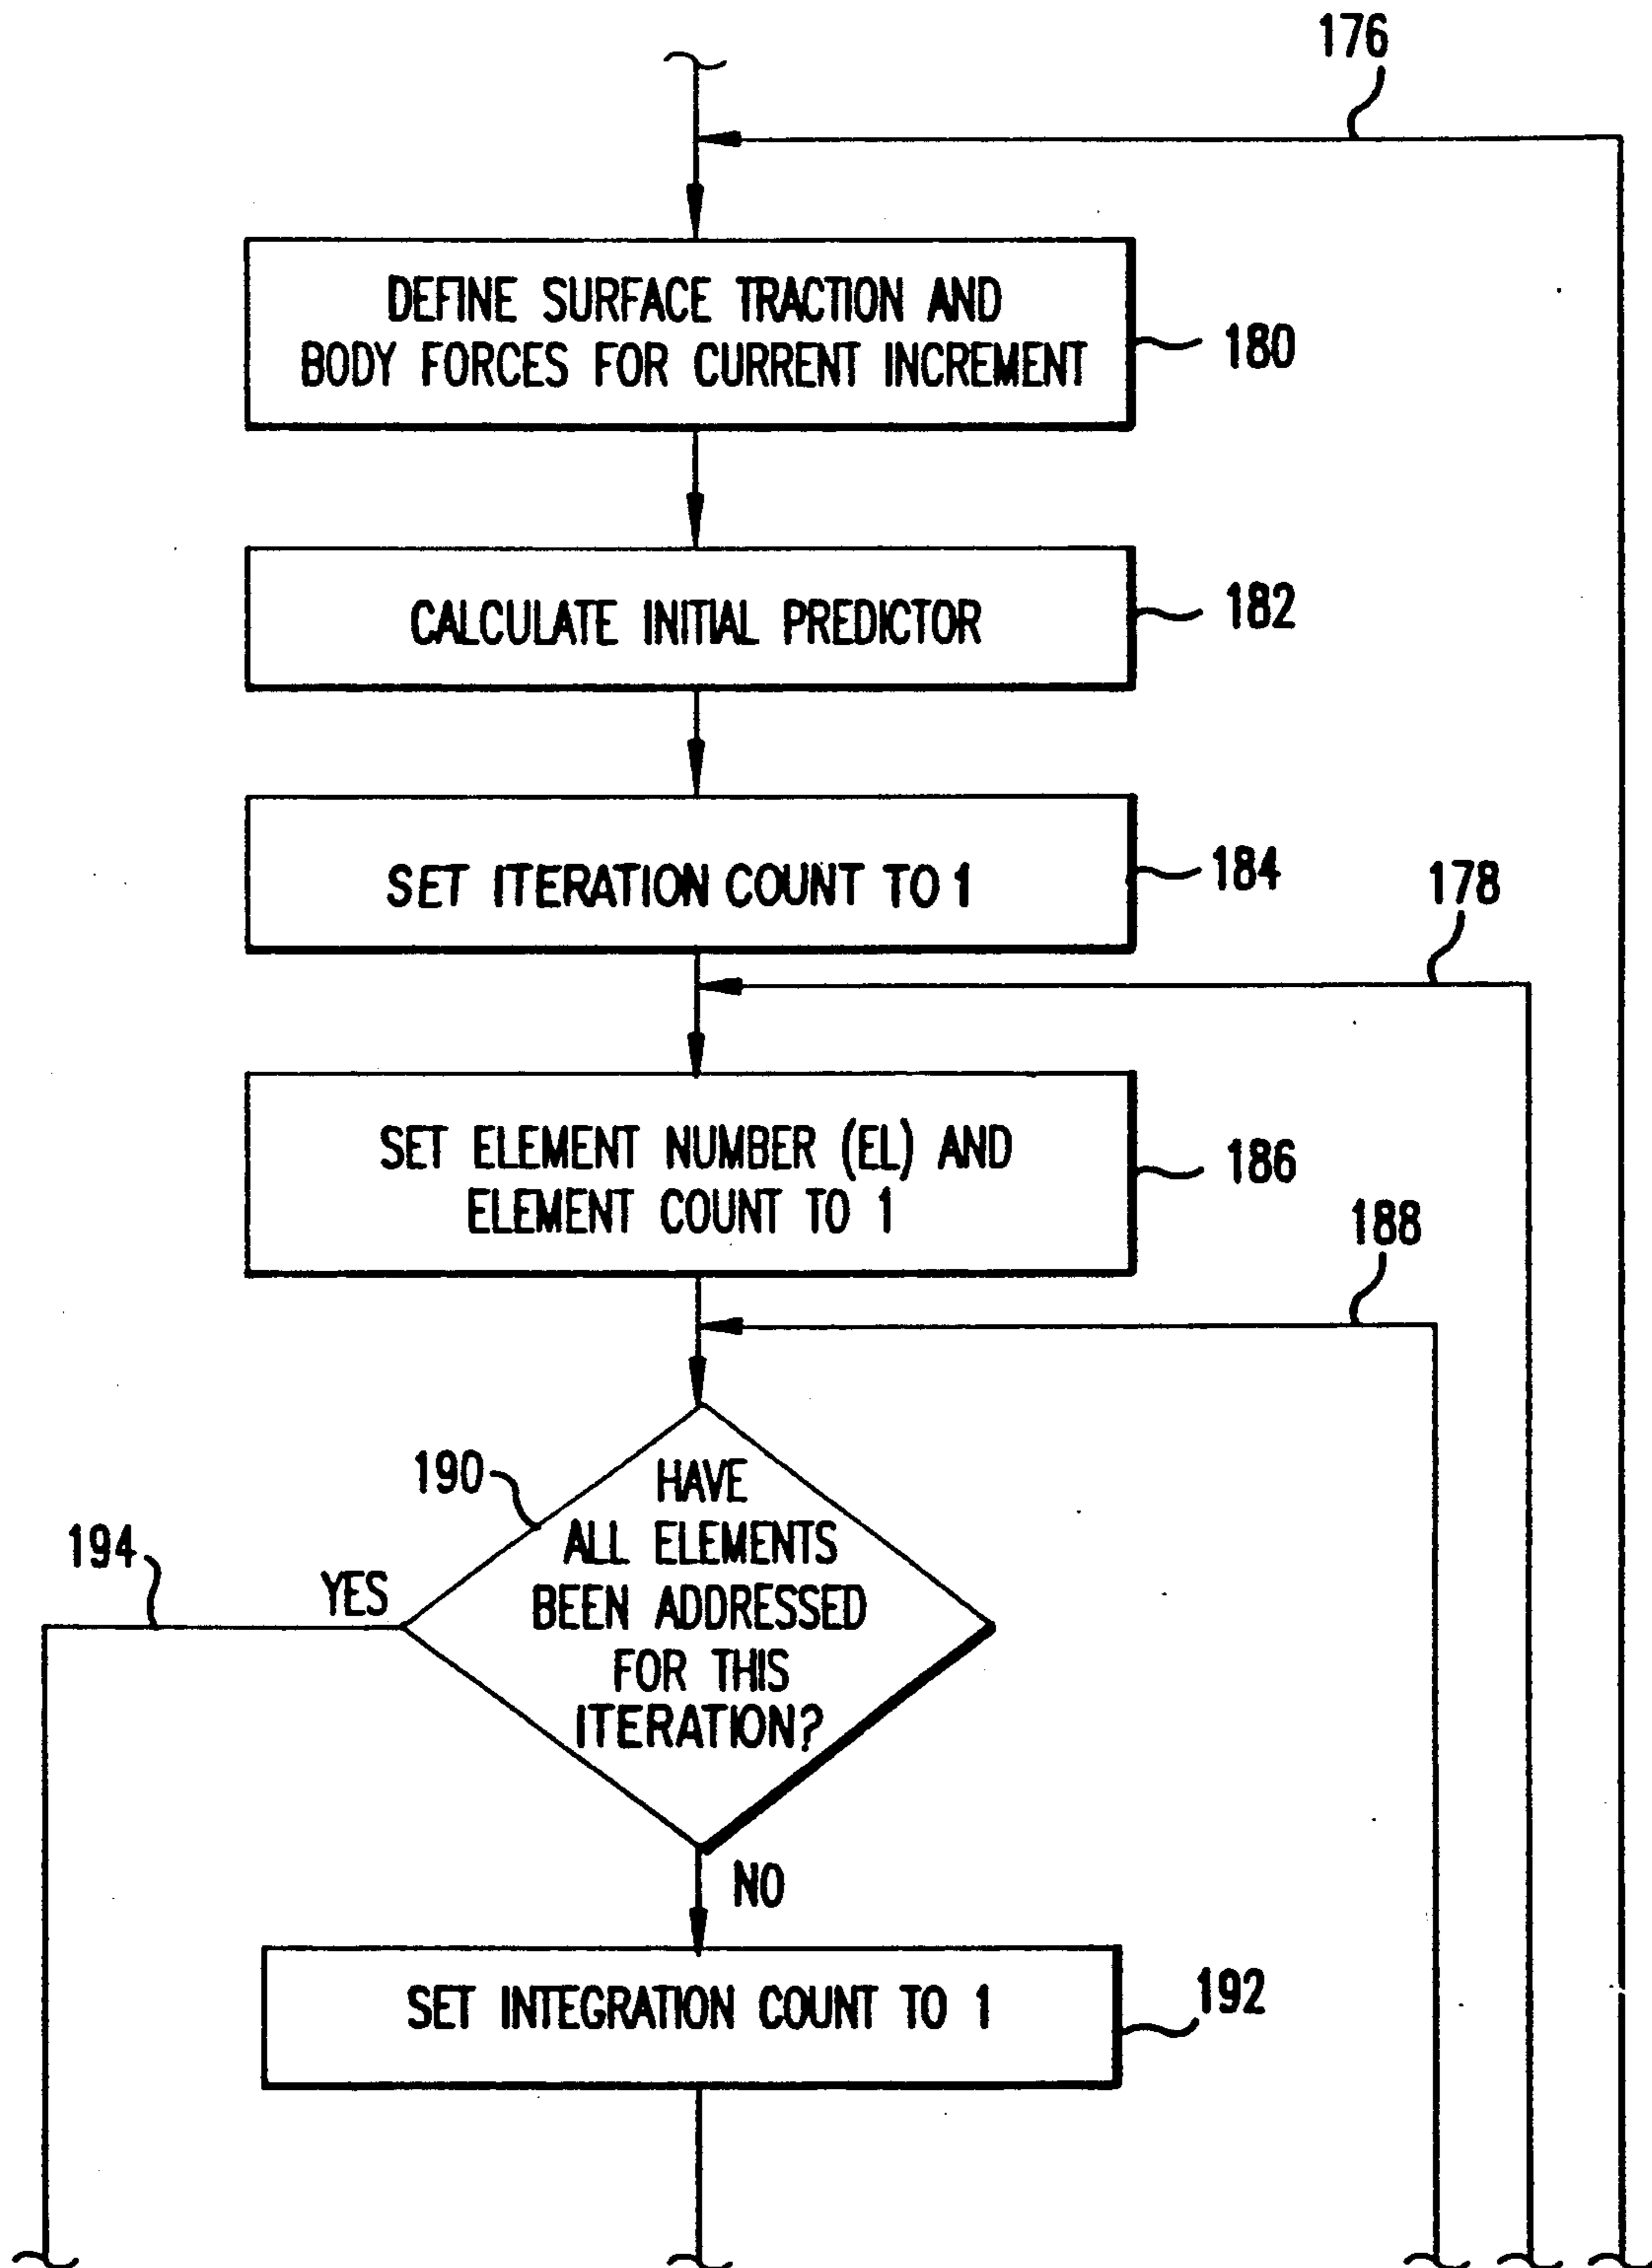 176
DEFINE SURFACE TRACTION AND
BODY FORCES FOR CURRENT INCREMENT
180
CALCULATE INITIAL PREDICTOR
182
SET ITERATION COUNT TO 1
184
178
SET ELEMENT NUMBER (EL) AND
ELEMENT COUNT TO 1
186
188
190
HAVE
ALL ELEMENTS
BEEN ADDRESSED
FOR THIS
ITERATION?
194
YES
NO
SET INTEGRATION COUNT TO 1
192